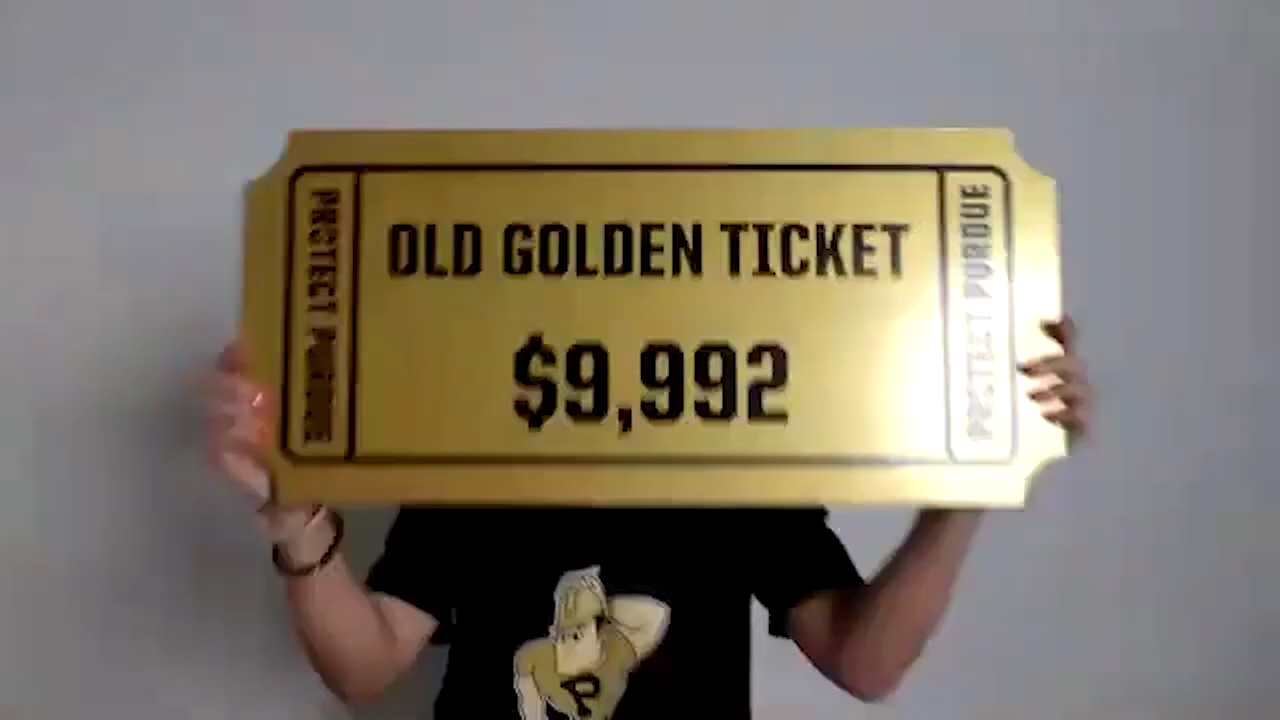 PROTECT PURDUE
OLD GOLDEN TICKET
$9,992
PROTECT PURDUE
P